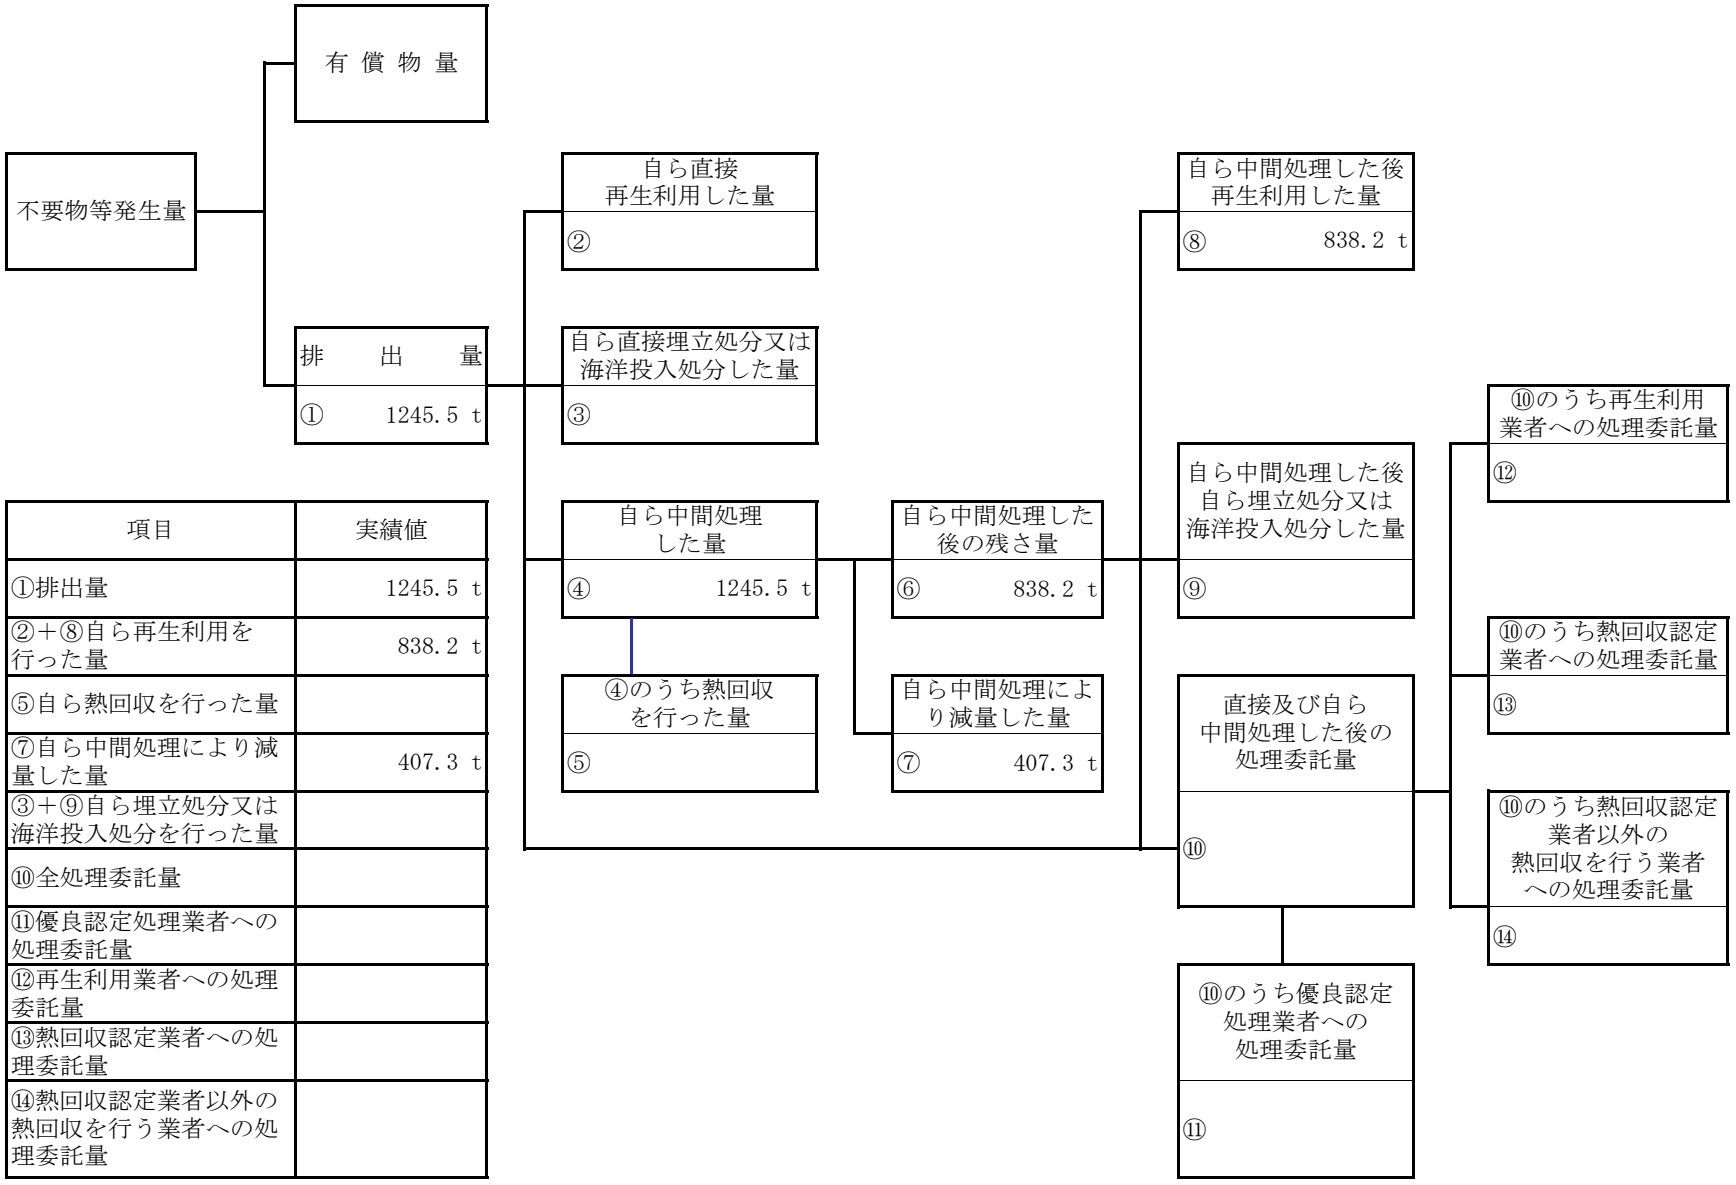 有償物量
不要物等発生量
排出量
① 1245.5 t
自ら直接
再生利用した量
②
自ら直接埋立処分又は
海洋投入処分した量
③
自ら中間処理
した量
④ 1245.5 t
④のうち熱回収
を行った量
⑤
自ら中間処理した
後の残さ量
⑥ 838.2 t
自ら中間処理によ
り減量した量
⑦ 407.3 t
自ら中間処理した後
再生利用した量
⑧ 838.2 t
自ら中間処理した後
自ら埋立処分又は
海洋投入処分した量
⑨
直接及び自ら
中間処理した後の
処理委託量
⑩
⑩のうち優良認定
処理業者への
処理委託量
⑪
⑩のうち再生利用
業者への処理委託量
⑫
⑩のうち熱回収認定
業者への処理委託量
⑬
⑩のうち熱回収認定
業者以外の
熱回収を行う業者
への処理委託量
⑭
項目 実績値
①排出量 1245.5 t
②＋⑧自ら再生利用を
行った量 838.2 t
⑤自ら熱回収を行った量
⑦自ら中間処理により減
量した量 407.3 t
③＋⑨自ら埋立処分又は
海洋投入処分を行った量
⑩全処理委託量
⑪優良認定処理業者への
処理委託量
⑫再生利用業者への処理
委託量
⑬熱回収認定業者への処
理委託量
⑭熱回収認定業者以外の
熱回収を行う業者への処
理委託量